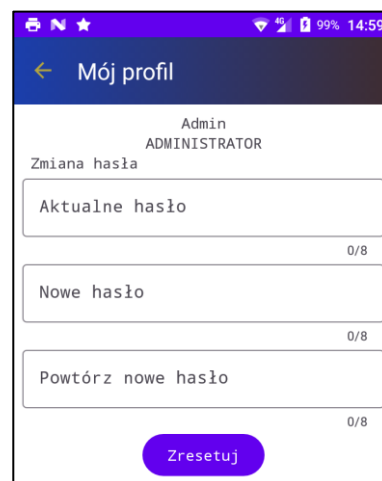 4G 99% 14:59
Mój profil
Admin
ADMINISTRATOR
Zmiana hasła
Aktualne hasło
0/8
Nowe hasło
0/8
Powtórz nowe hasło
0/8
Zresetuj